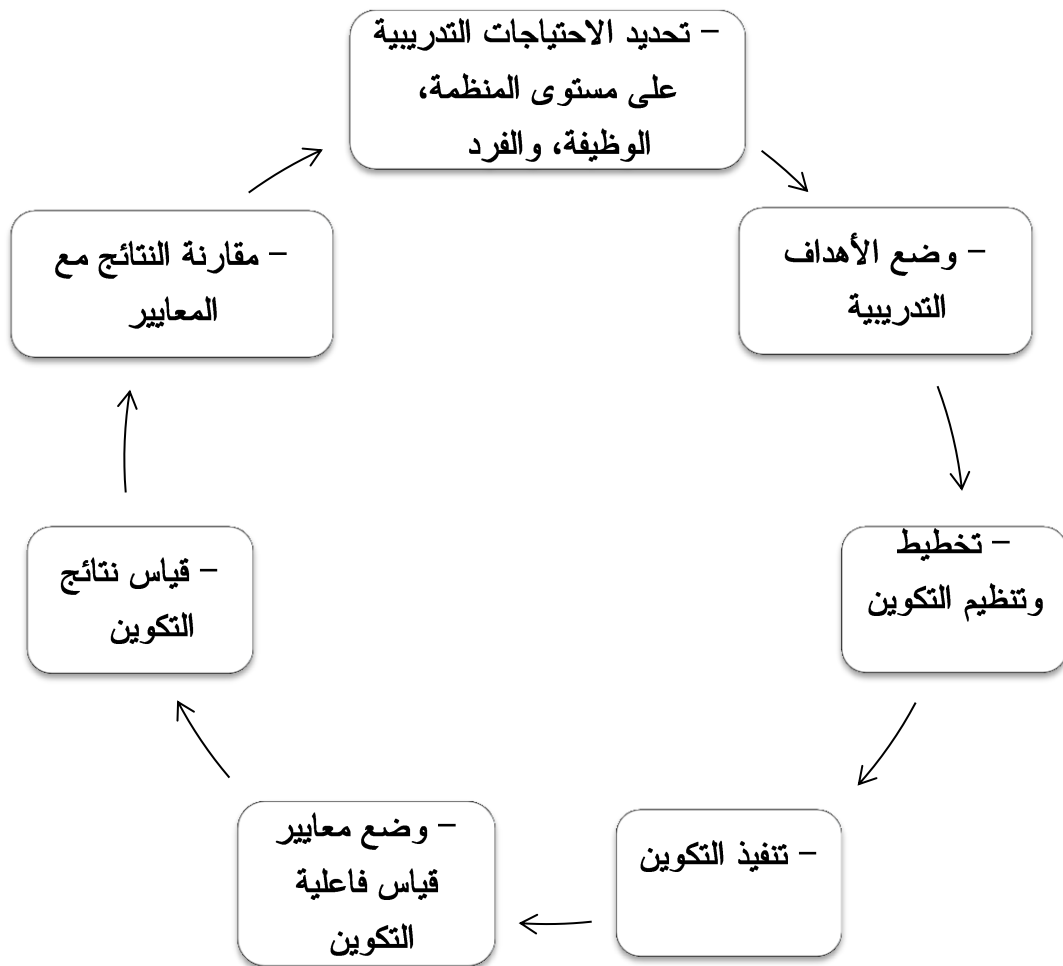 – تحديد الاحتياجات التدريبية
على مستوى المنظمة،
الوظيفة، والفرد
– وضع الأهداف
التدريبية
– تخطيط
وتنظيم التكوين
– تنفيذ التكوين
– وضع معايير
قياس فاعلية
التكوين
– قياس نتائج
التكوين
– مقارنة النتائج مع
المعايير